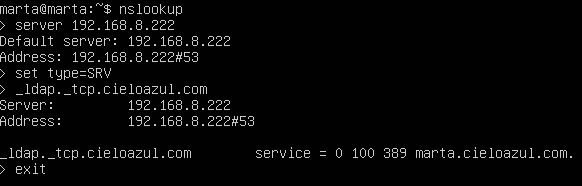 marta@marta:~$ nslookup
> server 192.168.8.222
Default server: 192.168.8.222
Address: 192.168.8.222#53
> set type=SRV
> _ldap._tcp.cieloazul.com
Server:         192.168.8.222
Address:        192.168.8.222#53

_ldap._tcp.cieloazul.com        service = 0 100 389 marta.cieloazul.com.
> exit